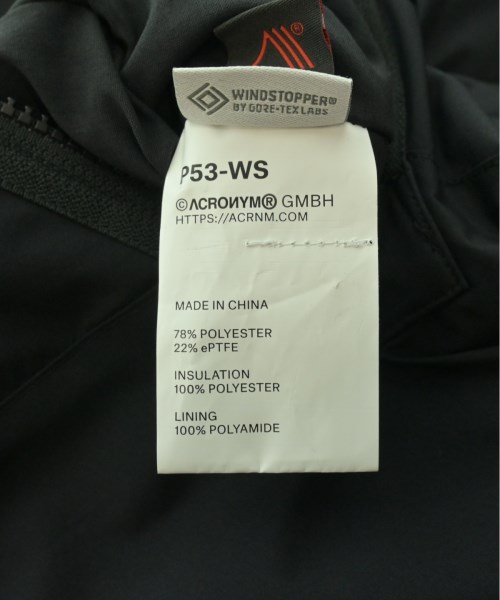 WINDSTOPPER®
BY GORE-TEX LABS
P53-WS
©ACRONYM® GMBH
HTTPS://ACRNM.COM
MADE IN CHINA
78% POLYESTER
22% ePTFE
INSULATION
100% POLYESTER
LINING
100% POLYAMIDE